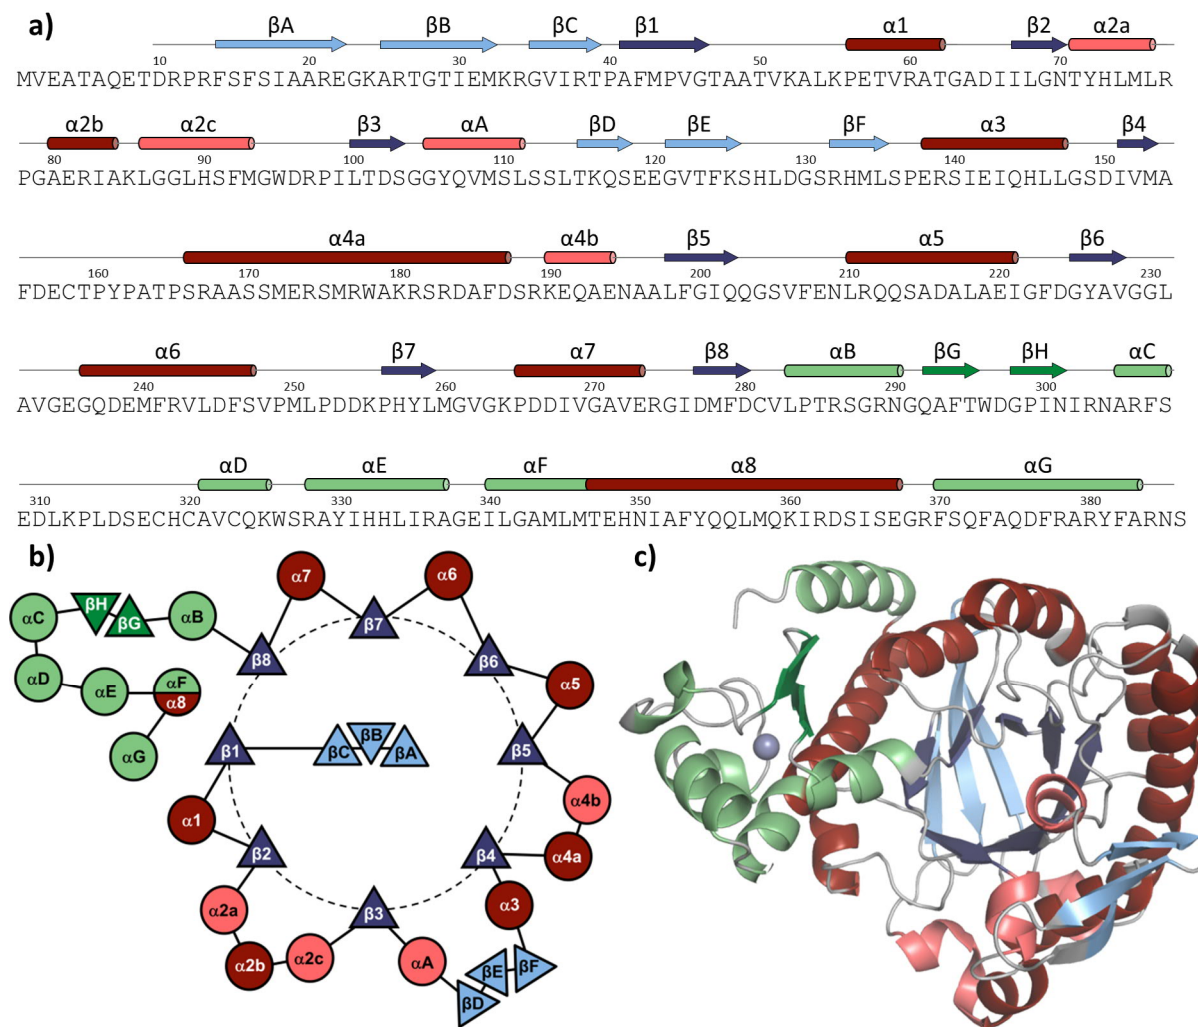 a)
βA βB βC β1 α1 β2 α2a
10 20 30 40 50 60 70
MVEATAQETDRPRFSFSIAAREGKARTGTIEMKRGVIRTPAFMPVGTAATVKALKPETVRATGADIILGNTYHLMLR
α2b α2c β3 αA βD βE βF α3 β4
80 90 100 110 120 130 140 150
PGAERIAKLGGLHSFMGWDRPILTDSGGYQVMSLSSLTKQSEEGVTFKSHLDGSRHMLSPERSIEIQHLLGSDIVMA
α4a α4b β5 α5 β6
160 170 180 190 200 210 220 230
FDECTPYPATPSRAASSMERSMRWAKRSRDAFDSRKEQAENAALFGIQQGSVFENLRQQSADALAEIGFDGYAVGGL
α6 β7 α7 β8 αB βG βH αC
240 250 260 270 280 290 300
AVGEGQDEMFRVLDFSVPMLPDDKPHYLMGVGKPDDIVGAVERGIDMFDCVLPTRSGRNGQAFTWDGPINIRNARFS
αD αE αF α8 αG
310 320 330 340 350 360 370 380
EDLKPLDSECHCAVCQKWSRAYIHHLIRAGEILGAMLMTEHNIAFYQQLMQKIRDSISEGRFSQFAQDFRARYFARNS
b)
α7 α6
αC βH βG αB β7
β8 β6
αD αE αF α5
α8
αG β1 βC βB βA β5
α4b
α1 β2 β4 α4a
α2a β3 α3
α2b α2c αA βE βF
βD
c)